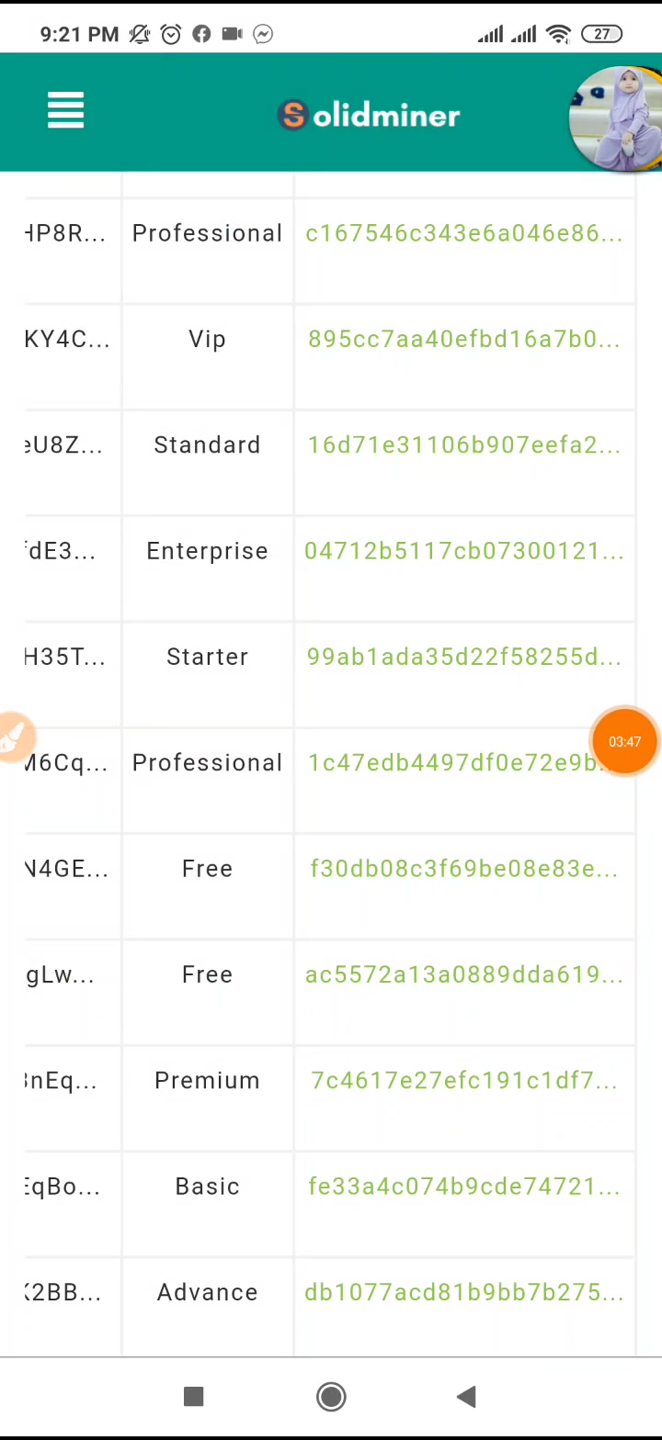 9:21 PM 27
Solidminer
HP8R... Professional c167546c343e6a046e86...
KY4C... Vip 895cc7aa40efbd16a7b0...
eU8Z... Standard 16d71e31106b907eefa2...
fdE3... Enterprise 04712b5117cb07300121...
H35T... Starter 99ab1ada35d22f58255d...
03:47
M6Cq... Professional 1c47edb4497df0e72e9b...
N4GE... Free f30db08c3f69be08e83e...
gLw... Free ac5572a13a0889dda619...
nEq... Premium 7c4617e27efc191c1df7...
EqBo... Basic fe33a4c074b9cde74721...
2BB... Advance db1077acd81b9bb7b275...